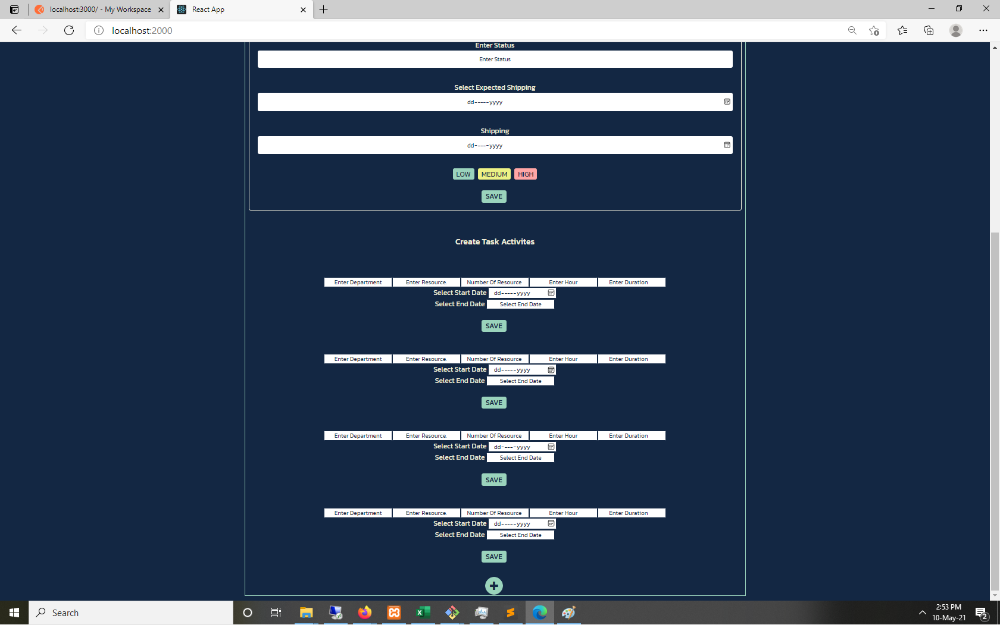 localhost:3000/ - My Workspace
React App
localhost:2000
Enter Status
Enter Status
Select Expected Shipping
dd-----yyyy
Shipping
dd-----yyyy
LOW MEDIUM HIGH
SAVE
Create Task Activites
Enter Department Enter Resource. Number Of Resource Enter Hour Enter Duration
Select Start Date dd-----yyyy
Select End Date Select End Date
SAVE
Enter Department Enter Resource. Number Of Resource Enter Hour Enter Duration
Select Start Date dd-----yyyy
Select End Date Select End Date
SAVE
Enter Department Enter Resource. Number Of Resource Enter Hour Enter Duration
Select Start Date dd-----yyyy
Select End Date Select End Date
SAVE
Enter Department Enter Resource. Number Of Resource Enter Hour Enter Duration
Select Start Date dd-----yyyy
Select End Date Select End Date
SAVE
Search
2:53 PM
10-May-21
2